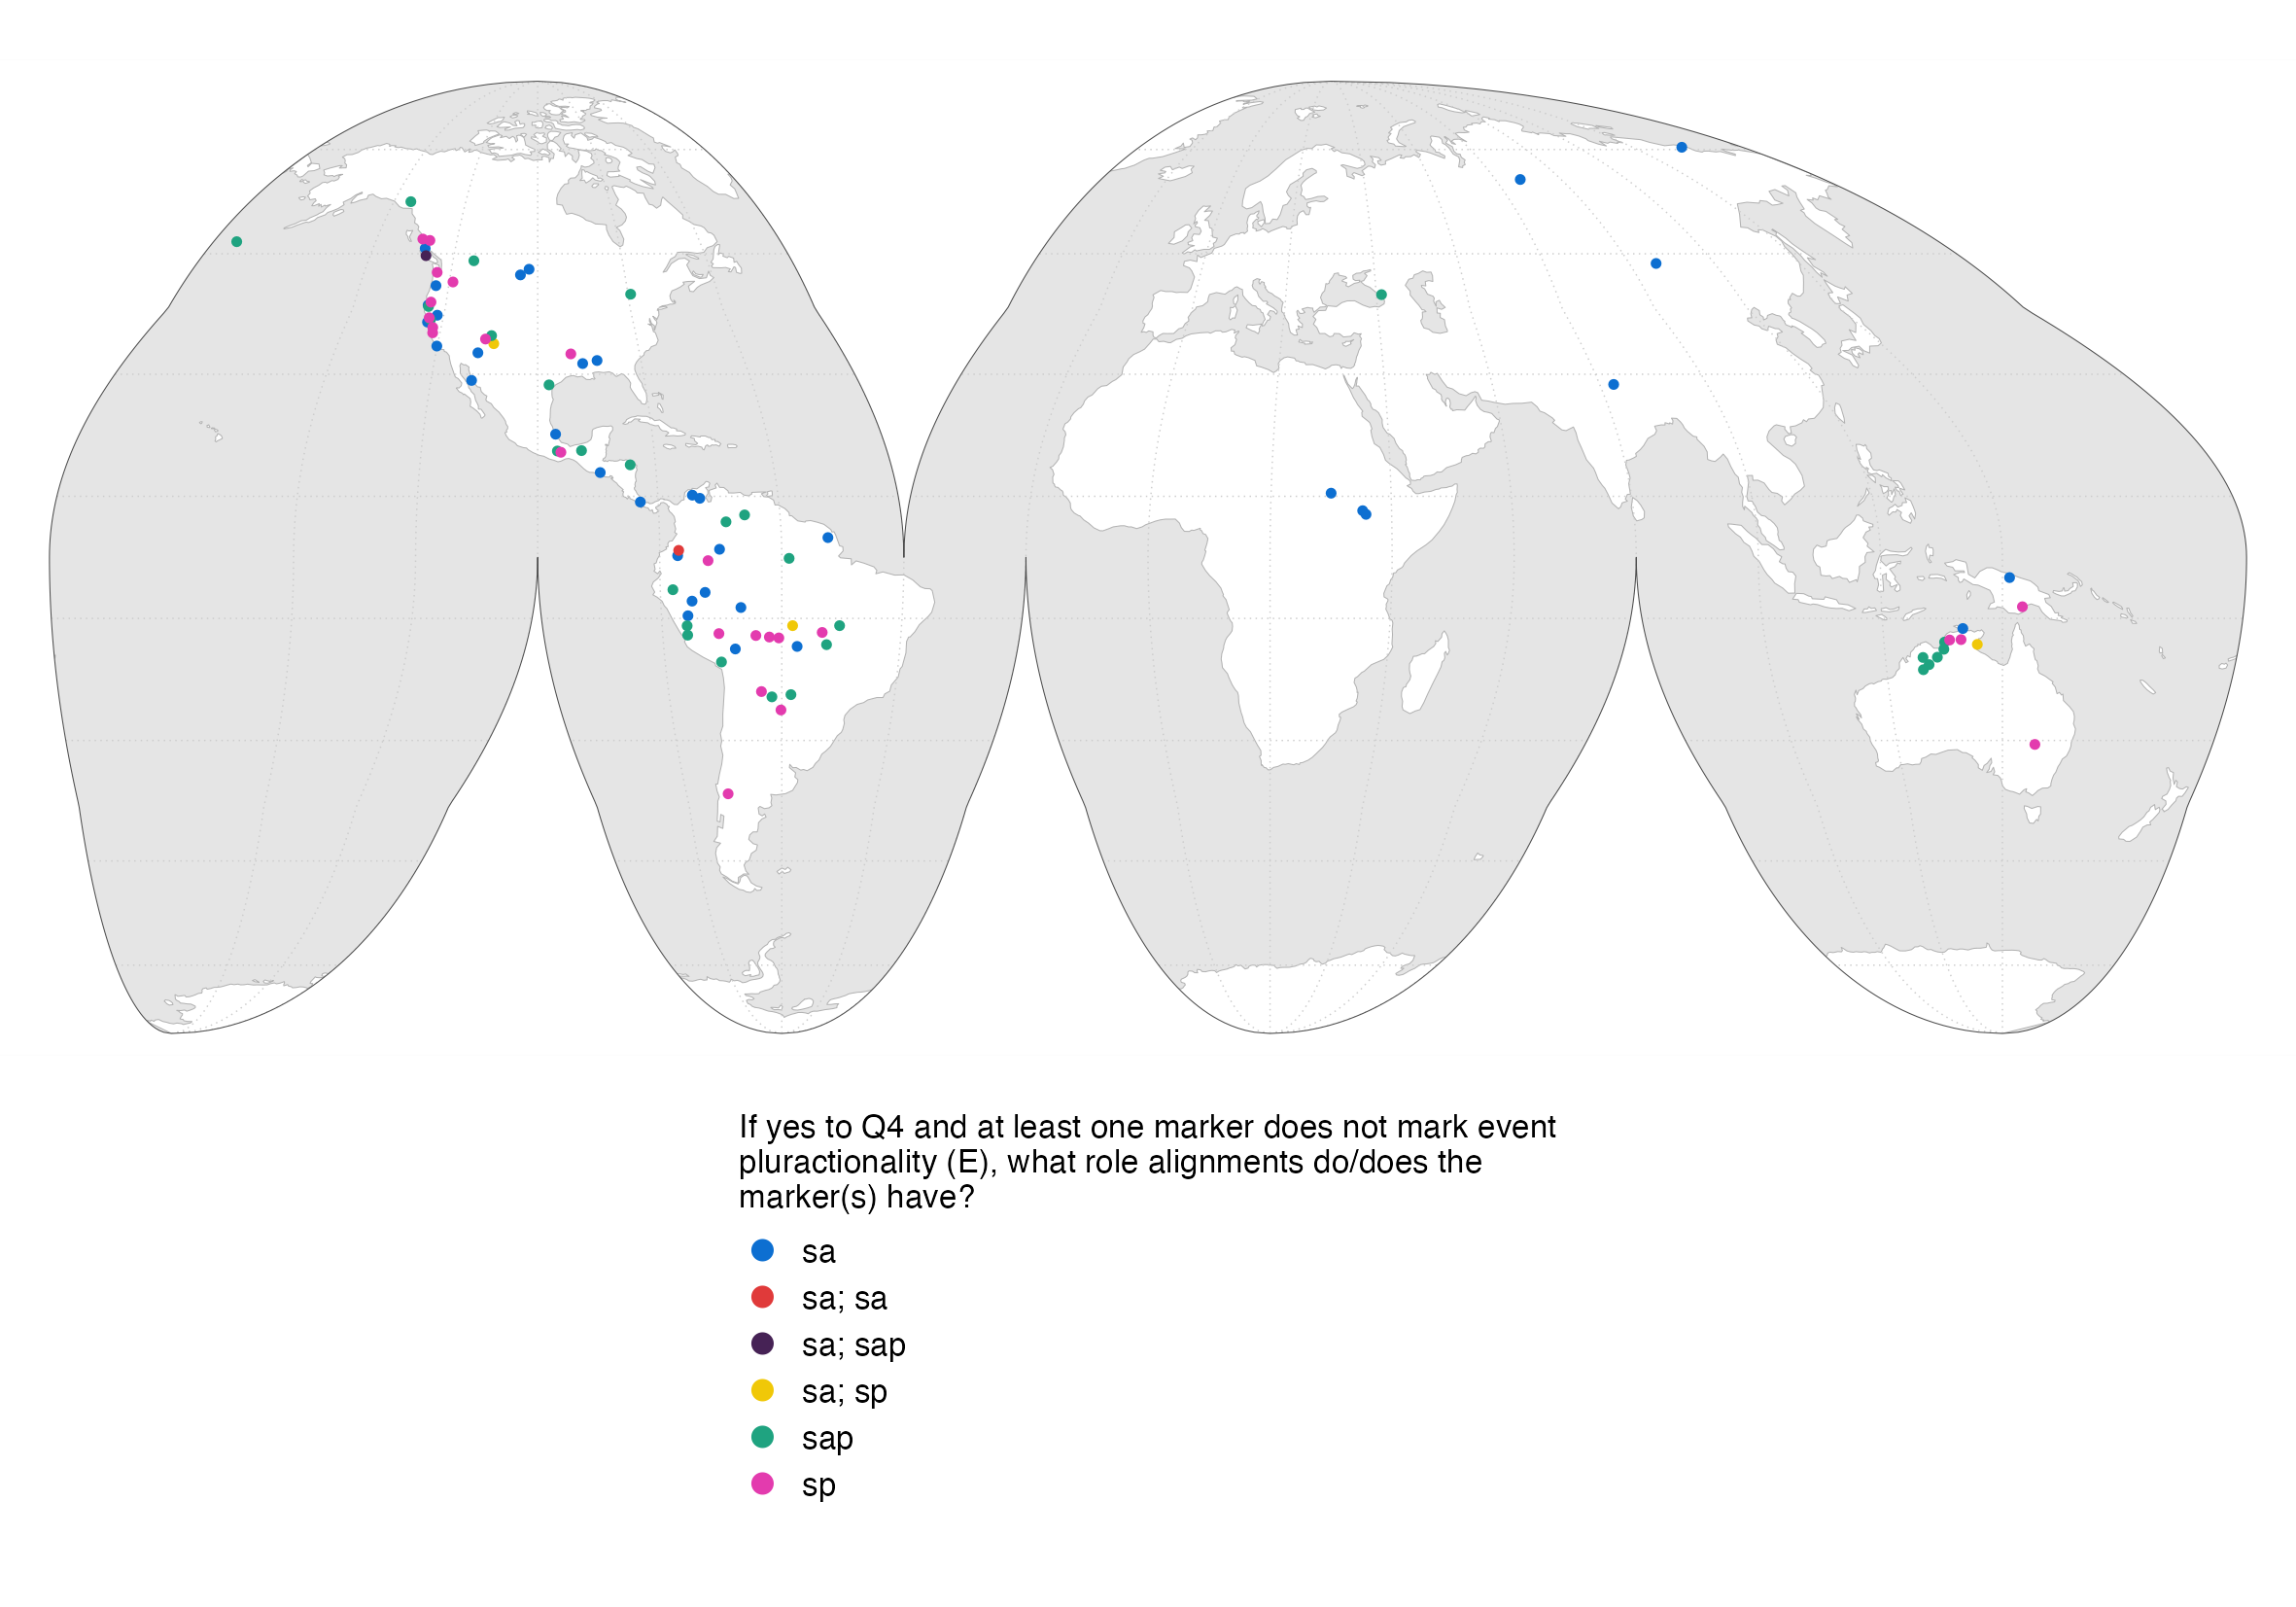 If yes to Q4 and at least one marker does not mark event
pluractionality (E), what role alignments do/does the
marker(s) have?
sa
sa; sa
sa; sap
sa; sp
sap
sp